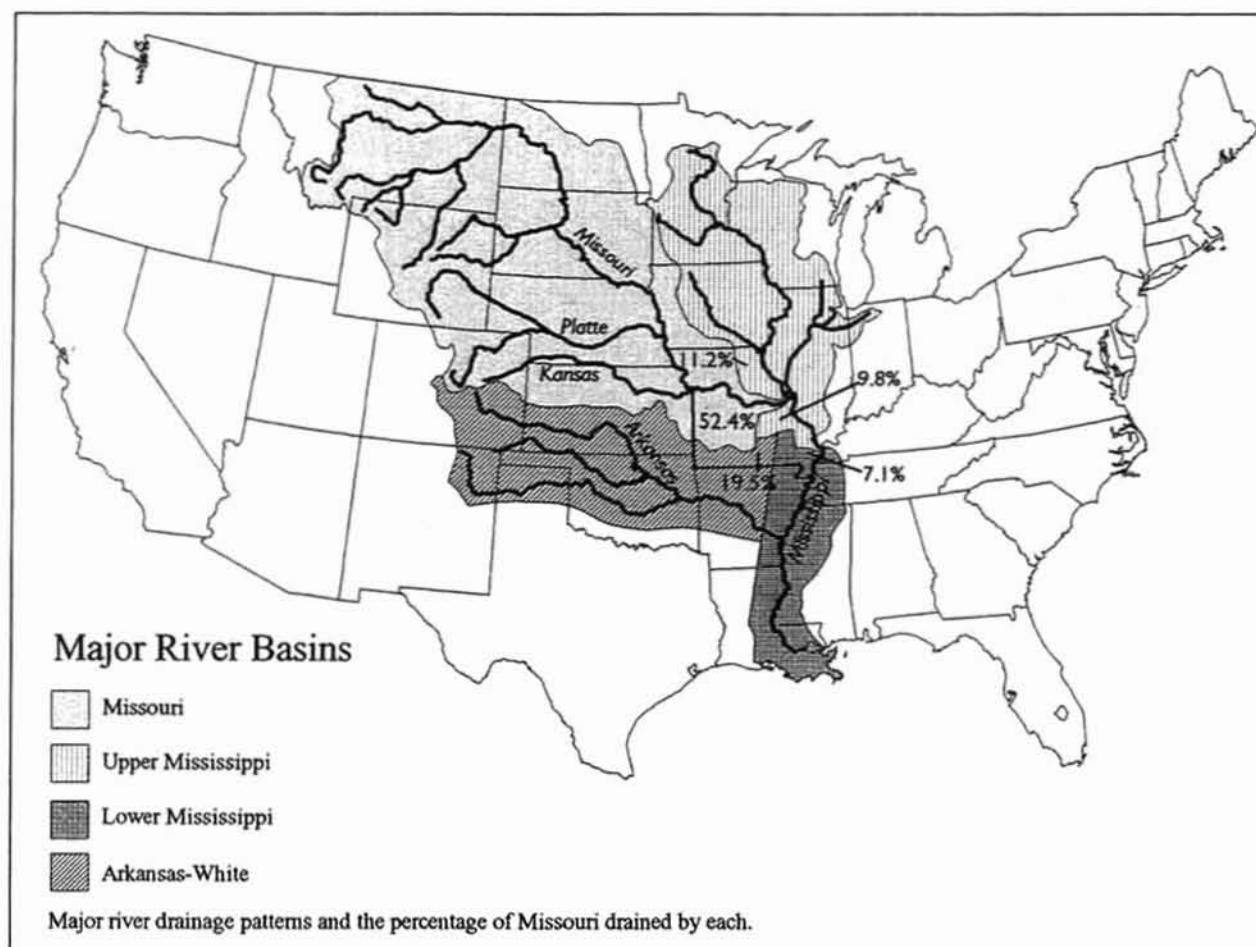 Missouri
Platte
Kansas
11.2%
9.8%
52.4%
Arkansas
19.5%
7.1%
Mississippi
Major River Basins
Missouri
Upper Mississippi
Lower Mississippi
Arkansas-White
Major river drainage patterns and the percentage of Missouri drained by each.